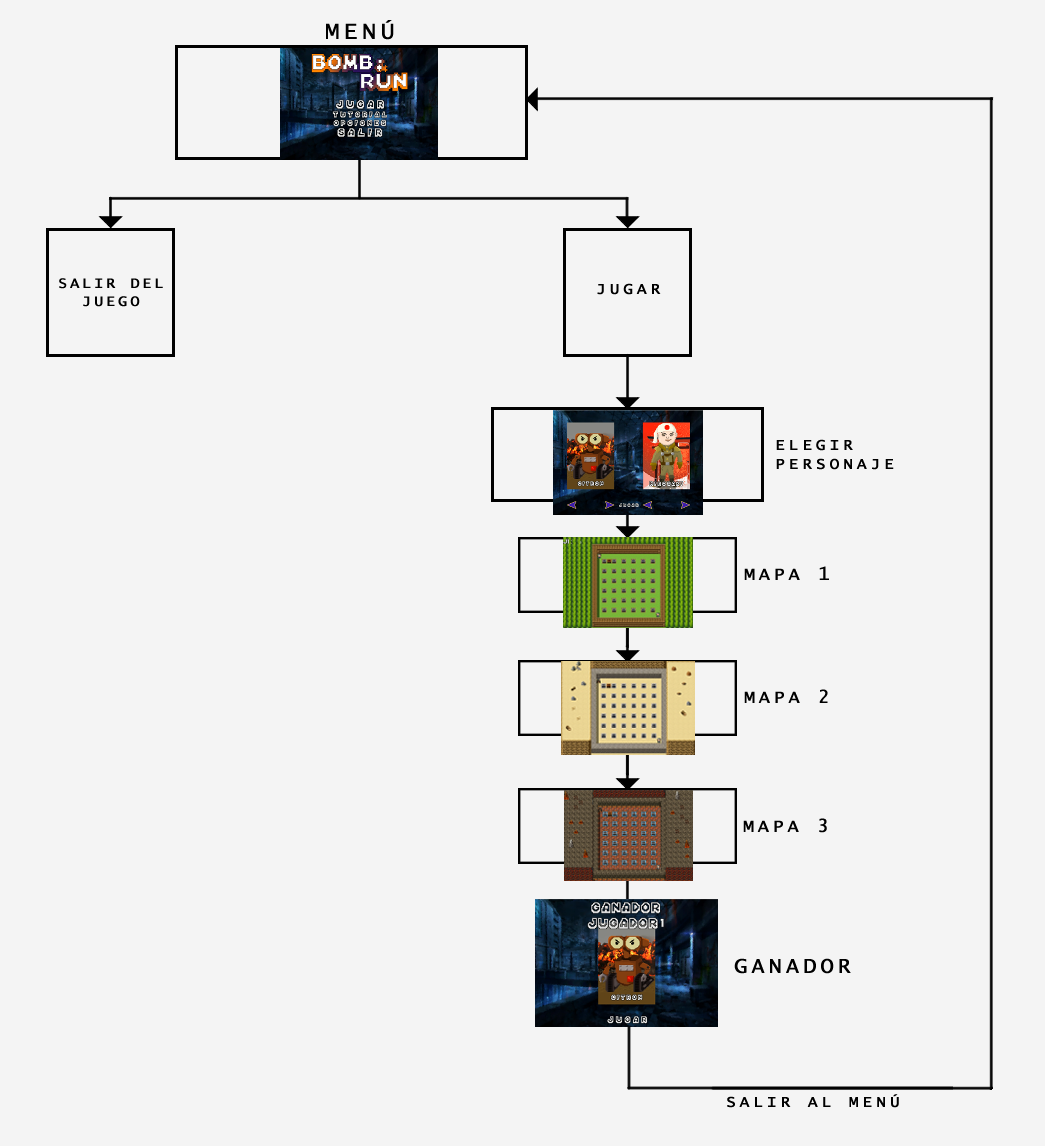 MENÚ
BOMB:
RUN
JUGAR
TUTORIAL
OPCIONES
SALIR
SALIR DEL
JUEGO
JUGAR
ELEGIR
PERSONAJE
MAPA 1
MAPA 2
MAPA 3
GANADOR
JUGADOR1
GANADOR
JUGAR
SALIR AL MENÚ